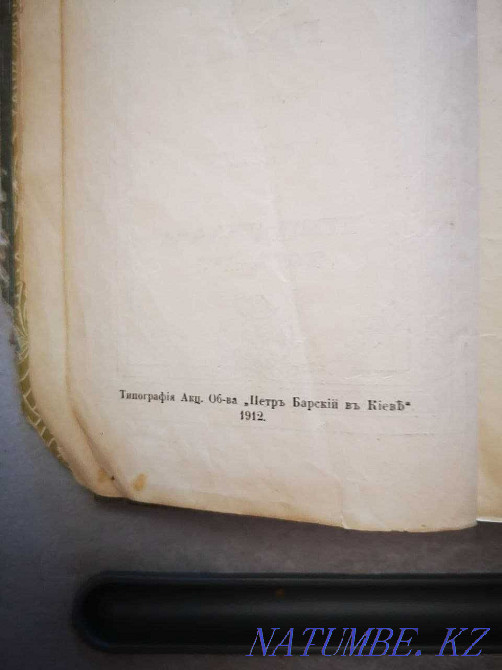 Типографія Акц. Об-ва „Петръ Барскій въ Кіевѣ“
1912.
NATUMBE.KZ